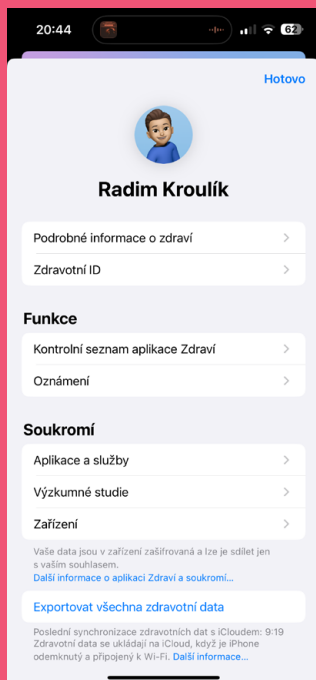 20:44
62
Hotovo
Radim Kroulík
Podrobné informace o zdraví
Zdravotní ID
Funkce
Kontrolní seznam aplikace Zdraví
Oznámení
Soukromí
Aplikace a služby
Výzkumné studie
Zařízení
Vaše data jsou v zařízení zašifrovaná a lze je sdílet jen
s vaším souhlasem.
Další informace o aplikaci Zdraví a soukromí...
Exportovat všechna zdravotní data
Poslední synchronizace zdravotních dat s iCloudem: 9:19
Zdravotní data se ukládají na iCloud, když je iPhone
odemknutý a připojený k Wi-Fi. Další informace...